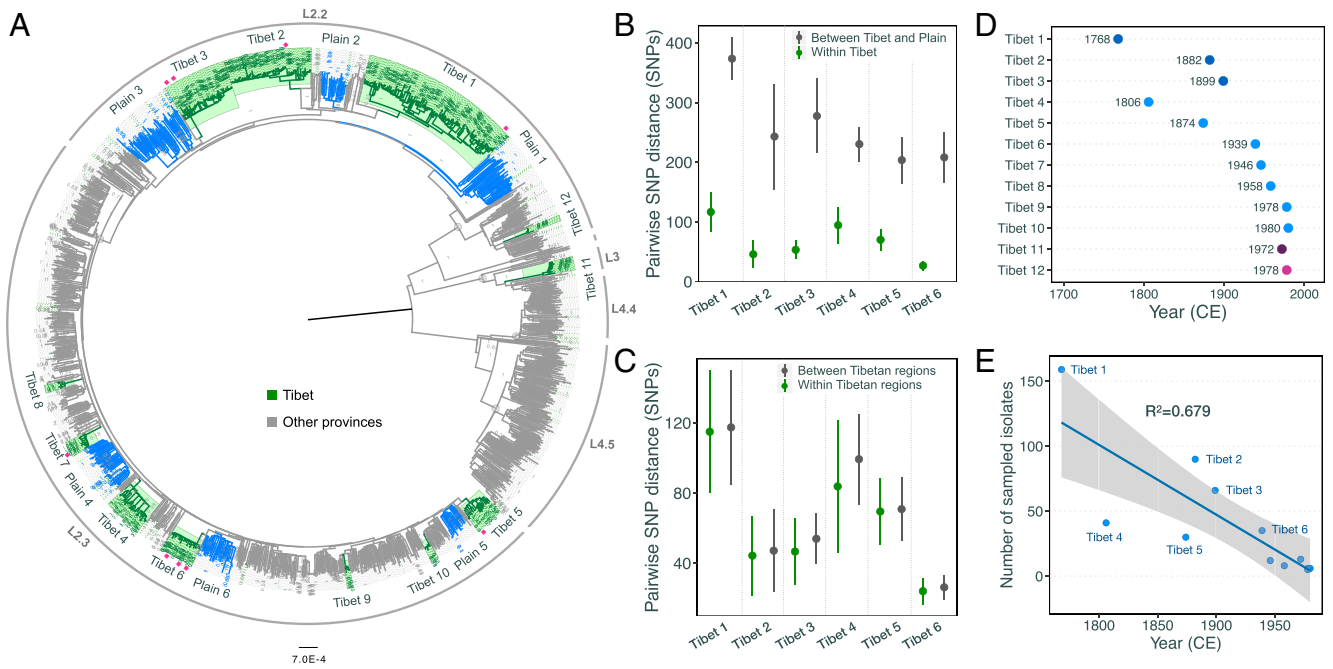 A
L2.2
Tibet 2
Plain 2
Tibet 3
Tibet 1
Plain 3
Plain 1
Tibet 12
L3
Tibet 11
L4.4
Tibet
Other provinces
Tibet 8
L4.5
Tibet 7
Plain 4
Tibet 4
L2.3
Tibet 6
Plain 6
Tibet 9
Tibet 10
Plain 5
Tibet 5
7.0E-4
B
Pairwise SNP distance (SNPs)
Between Tibet and Plain
Within Tibet
400
300
200
100
0
Tibet 1
Tibet 2
Tibet 3
Tibet 4
Tibet 5
Tibet 6
C
Pairwise SNP distance (SNPs)
Between Tibetan regions
Within Tibetan regions
120
80
40
Tibet 1
Tibet 2
Tibet 3
Tibet 4
Tibet 5
Tibet 6
D
Tibet 1 1768
Tibet 2 1882
Tibet 3 1899
Tibet 4 1806
Tibet 5 1874
Tibet 6 1939
Tibet 7 1946
Tibet 8 1958
Tibet 9 1978
Tibet 10 1980
Tibet 11 1972
Tibet 12 1978
1700 1800 1900 2000
Year (CE)
E
Number of sampled isolates
150
100
50
0
Tibet 1
R²=0.679
Tibet 2
Tibet 3
Tibet 4
Tibet 5
Tibet 6
1800 1850 1900 1950
Year (CE)